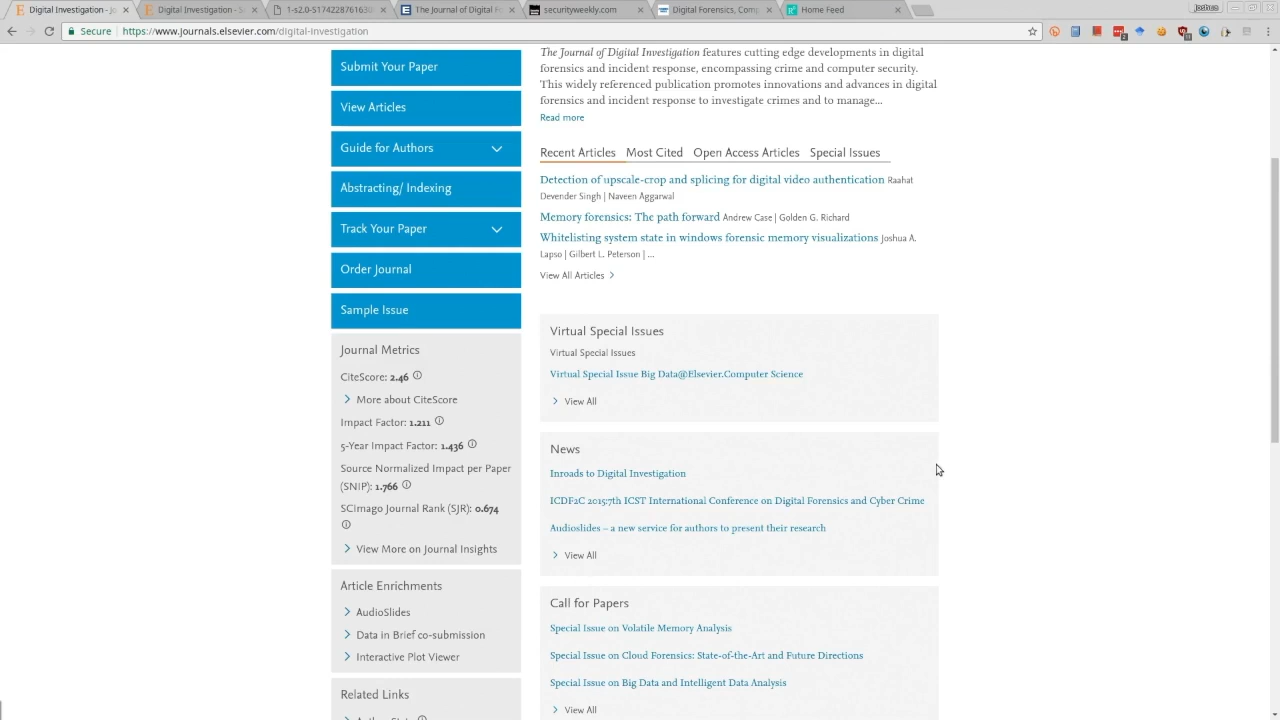 Digital Investigation - Jo
Digital Investigation - S
1-s2.0-S17422876163
The Journal of Digital F
securityweekly.com
Digital Forensics, Comp
Home Feed
Joshua
Secure
https://www.journals.elsevier.com/digital-investigation
Submit Your Paper
View Articles
Guide for Authors
Abstracting/ Indexing
Track Your Paper
Order Journal
Sample Issue
Journal Metrics
CiteScore: 2.46
More about CiteScore
Impact Factor: 1.211
5-Year Impact Factor: 1.436
Source Normalized Impact per Paper
(SNIP): 1.766
SCImago Journal Rank (SJR): 0.674
View More on Journal Insights
Article Enrichments
AudioSlides
Data in Brief co-submission
Interactive Plot Viewer
Related Links
The Journal of Digital Investigation features cutting edge developments in digital
forensics and incident response, encompassing crime and computer security.
This widely referenced publication promotes innovations and advances in digital
forensics and incident response to investigate crimes and to manage...
Read more
Recent Articles Most Cited Open Access Articles Special Issues
Detection of upscale-crop and splicing for digital video authentication Raahat
Devender Singh | Naveen Aggarwal
Memory forensics: The path forward Andrew Case | Golden G. Richard
Whitelisting system state in windows forensic memory visualizations Joshua A.
Lapso | Gilbert L. Peterson | ...
View All Articles
Virtual Special Issues
Virtual Special Issues
Virtual Special Issue Big Data@Elsevier.Computer Science
View All
News
Inroads to Digital Investigation
ICDF2C 2015:7th ICST International Conference on Digital Forensics and Cyber Crime
Audioslides – a new service for authors to present their research
View All
Call for Papers
Special Issue on Volatile Memory Analysis
Special Issue on Cloud Forensics: State-of-the-Art and Future Directions
Special Issue on Big Data and Intelligent Data Analysis
View All